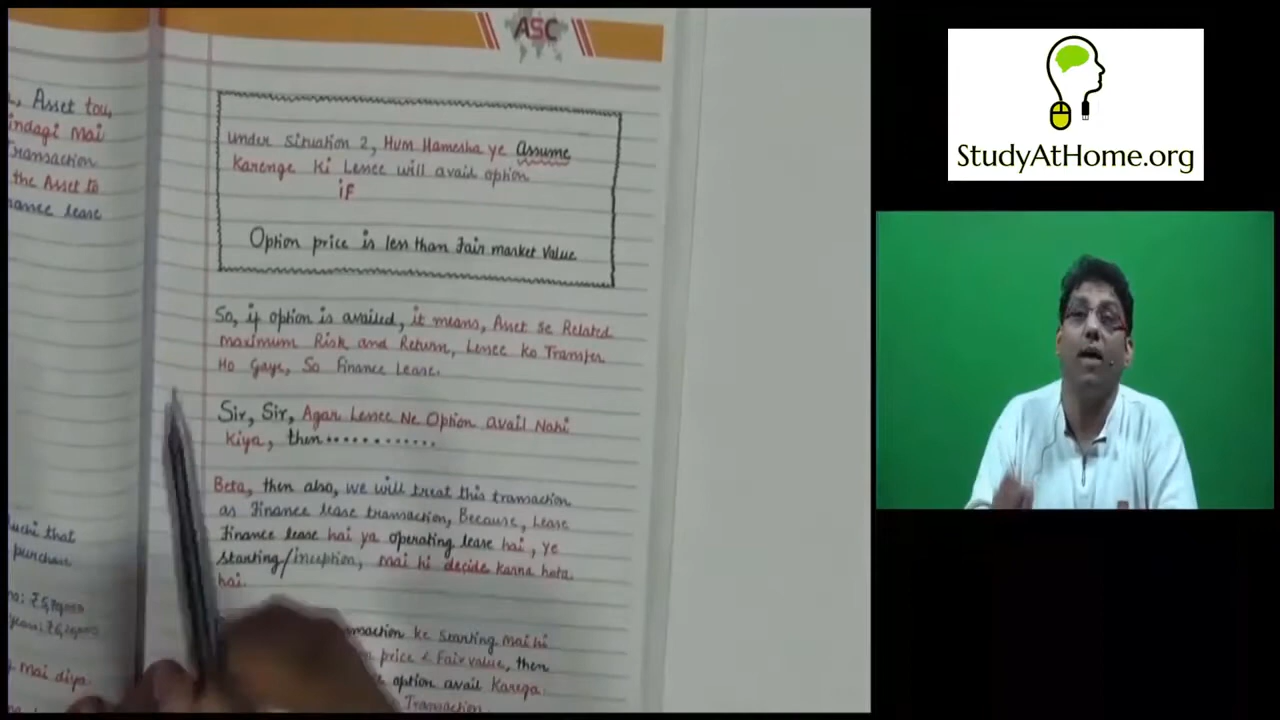 ASC
., Asset tou,
indagi mai
Transaction
the Asset to
nance lease
under situation 2, Hum Hamesha ye Assume
Karenge Ki Lessee will avail option
if
Option price is less than Fair market value
So, if option is availed, it means, Asset se Related
maximum Risk and Return, Lessee ko Transfer
Ho Gaye, So Finance Lease.
Sir, Sir, Agar Lessee Ne Option avail Nahi
kiya, then............
Beta, then also, we will treat this transaction
as Finance lease transaction, Because, Lease
Finance lease hai ya operating lease hai, ye
starting/inception, mai hi decide karna hota
hai.
that
purchase
mai diya
ke starting mai hi
price < Fair value, then
option avail Karega
Transaction
StudyAtHome.org